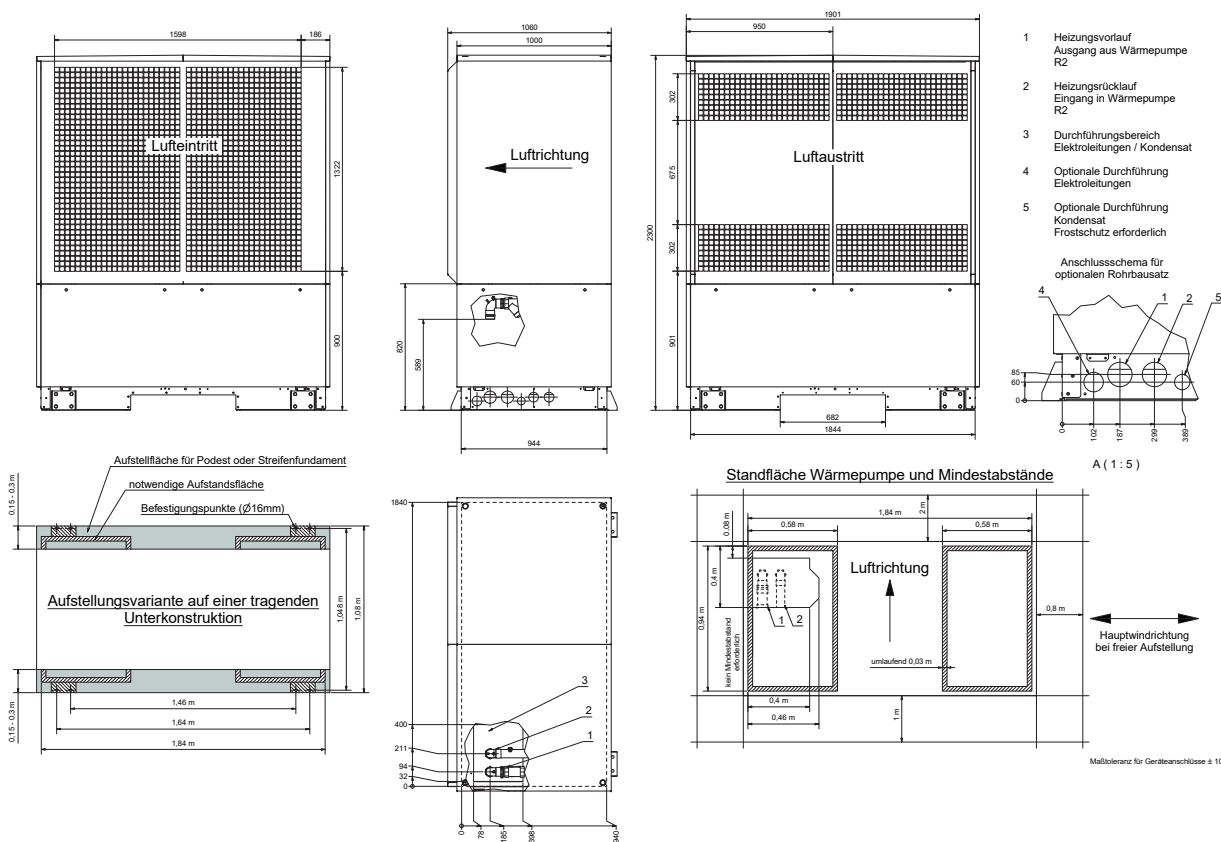 1598
186
1322
900
Lufteintritt
1060
1000
Luftrichtung
820
589
944
1901
950
2300
302
675
302
901
Luftaustritt
682
1844
1 Heizungsvorlauf
Ausgang aus Wärmepumpe
R2
2 Heizungsrücklauf
Eingang in Wärmepumpe
R2
3 Durchführungsbereich
Elektroleitungen / Kondensat
4 Optionale Durchführung
Elektroleitungen
5 Optionale Durchführung
Kondensat
Frostschutz erforderlich
Anschlussschema für
optionalen Rohrbausatz
4
1
2
5
85
60
0
0
102
187
299
389
A ( 1 : 5 )
Aufstellfläche für Podest oder Streifenfundament
notwendige Aufstandsfläche
Befestigungspunkte (Ø16mm)
0,15 - 0,3 m
Aufstellungsvariante auf einer tragenden
Unterkonstruktion
1,048 m
1,08 m
0,15 - 0,3 m
1,46 m
1,64 m
1,84 m
1840
400
211
94
32
0
3
2
1
0
78
185
398
940
Standfläche Wärmepumpe und Mindestabstände
1,84 m
2 m
0,58 m
0,58 m
0,08 m
0,4 m
0,94 m
Luftrichtung
1
2
kein Mindestabstand
erforderlich
umlaufend 0,03 m
0,4 m
0,46 m
1 m
0,8 m
Hauptwindrichtung
bei freier Aufstellung
Maßtoleranz für Geräteanschlüsse ± 10